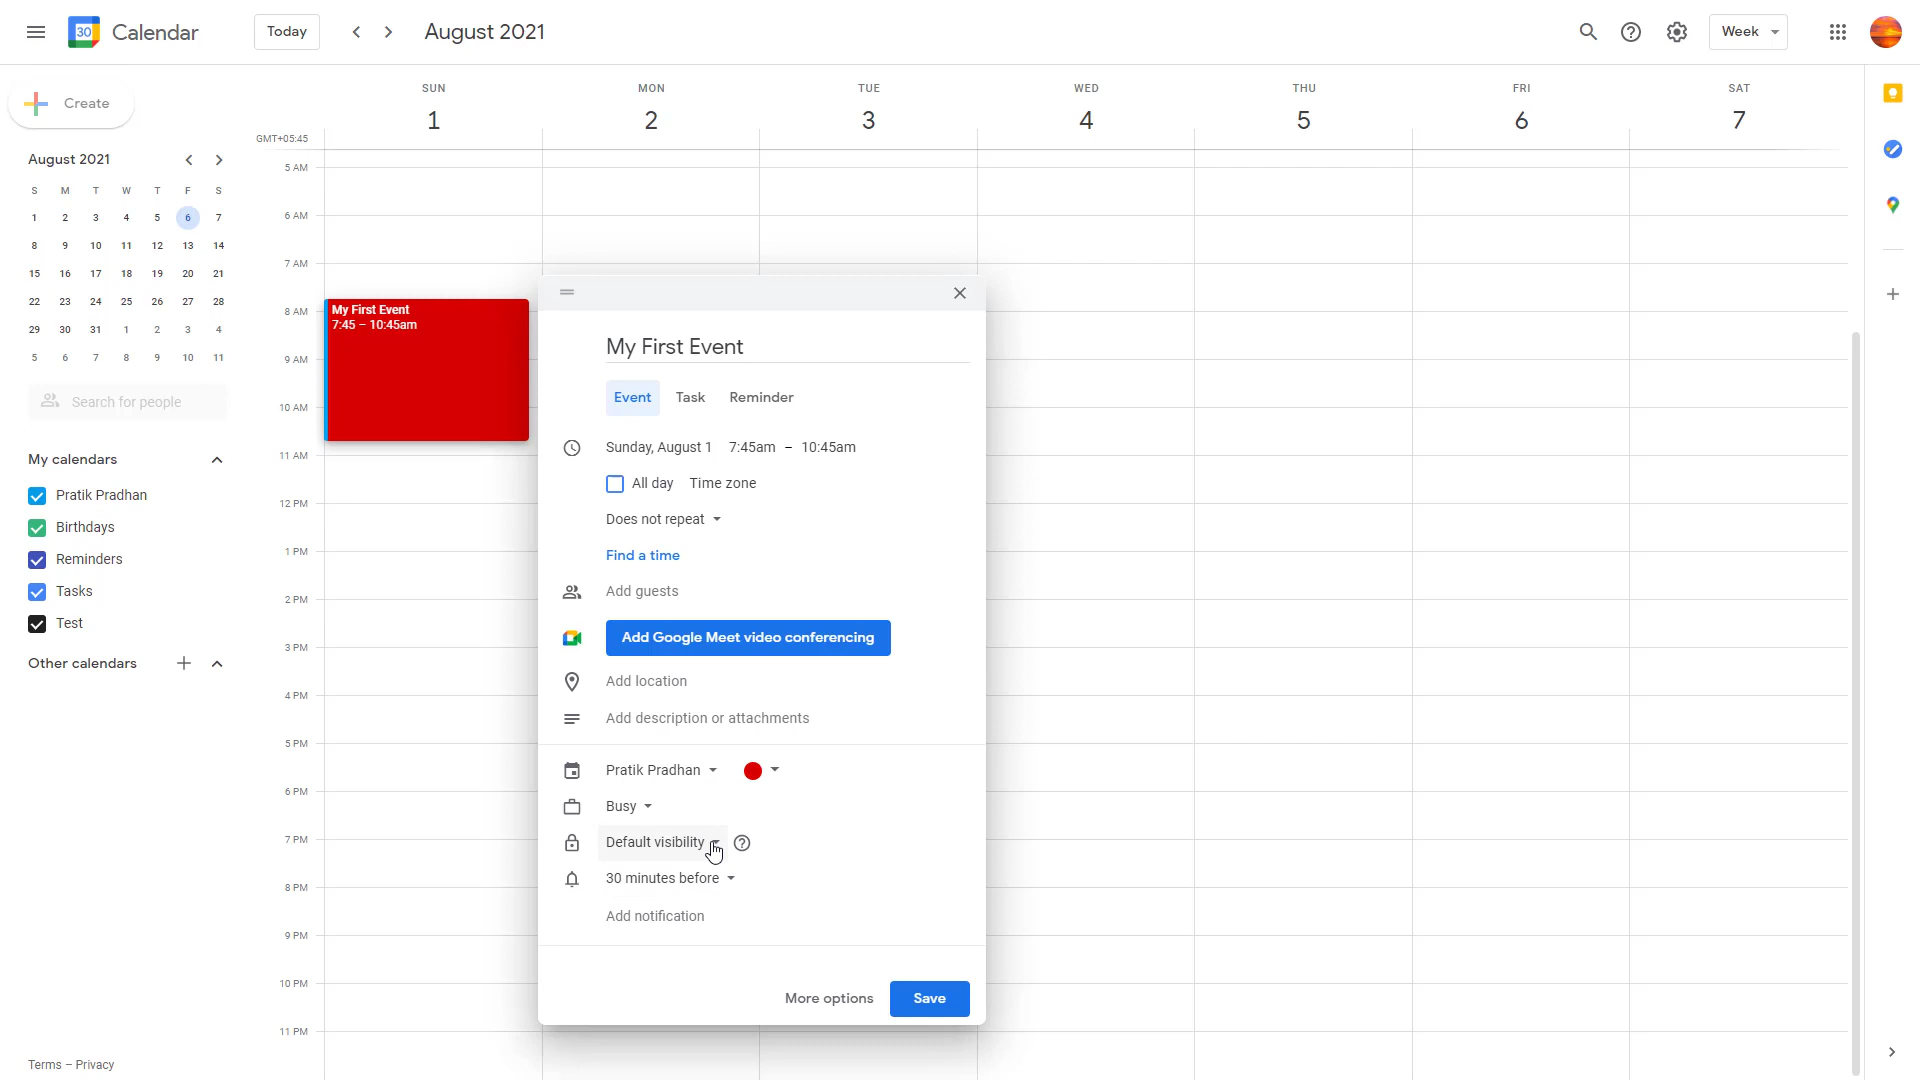 30 Calendar Today August 2021 Week
Create
SUN MON TUE WED THU FRI SAT
1 2 3 4 5 6 7
GMT+05:45
August 2021
S M T W T F S
1 2 3 4 5 6 7
8 9 10 11 12 13 14
15 16 17 18 19 20 21
22 23 24 25 26 27 28
29 30 31 1 2 3 4
5 6 7 8 9 10 11
Search for people
My calendars
Pratik Pradhan
Birthdays
Reminders
Tasks
Test
Other calendars +
Terms – Privacy
5 AM
6 AM
7 AM
8 AM
9 AM
10 AM
11 AM
12 PM
1 PM
2 PM
3 PM
4 PM
5 PM
6 PM
7 PM
8 PM
9 PM
10 PM
11 PM
My First Event
7:45 – 10:45am
My First Event
Event Task Reminder
Sunday, August 1 7:45am – 10:45am
All day Time zone
Does not repeat
Find a time
Add guests
Add Google Meet video conferencing
Add location
Add description or attachments
Pratik Pradhan
Busy
Default visibility
30 minutes before
Add notification
More options Save